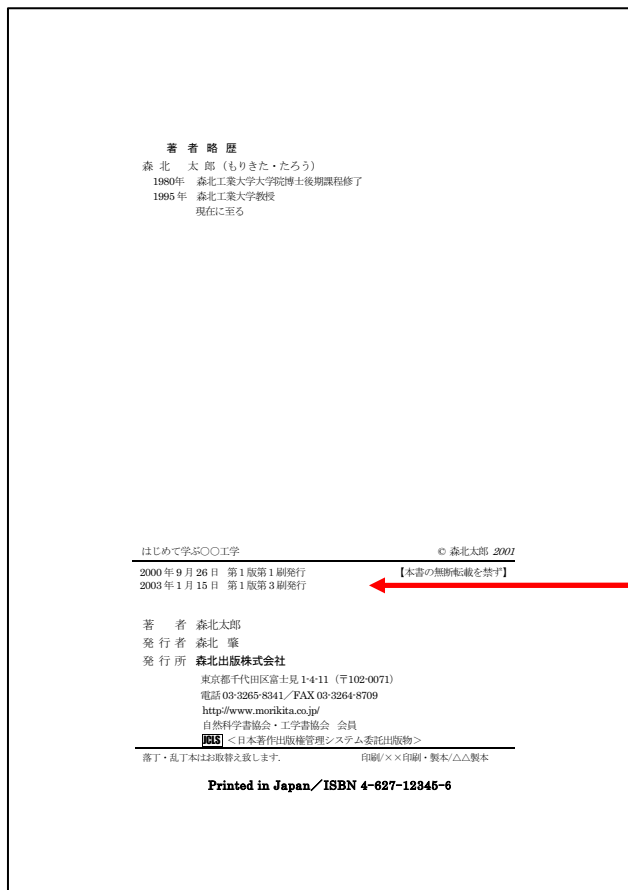 著者略歴
森北 太郎（もりきた・たろう）
1980年 森北工業大学大学院博士後期課程修了
1995年 森北工業大学教授
現在に至る
はじめて学ぶ○○工学 © 森北太郎 2001
2000年9月26日 第1版第1刷発行 【本書の無断転載を禁ず】
2003年1月15日 第1版第3刷発行
著者 森北太郎
発行者 森北 肇
発行所 森北出版株式会社
東京都千代田区富士見1-4-11（〒102-0071）
電話03-3265-8341／FAX 03-3264-8709
http://www.morikita.co.jp/
自然科学書協会・工学書協会 会員
JCLS ＜日本著作出版権管理システム委託出版物＞
落丁・乱丁本はお取替え致します. 印刷/××印刷・製本/△△製本
Printed in Japan／ISBN 4-627-12345-6